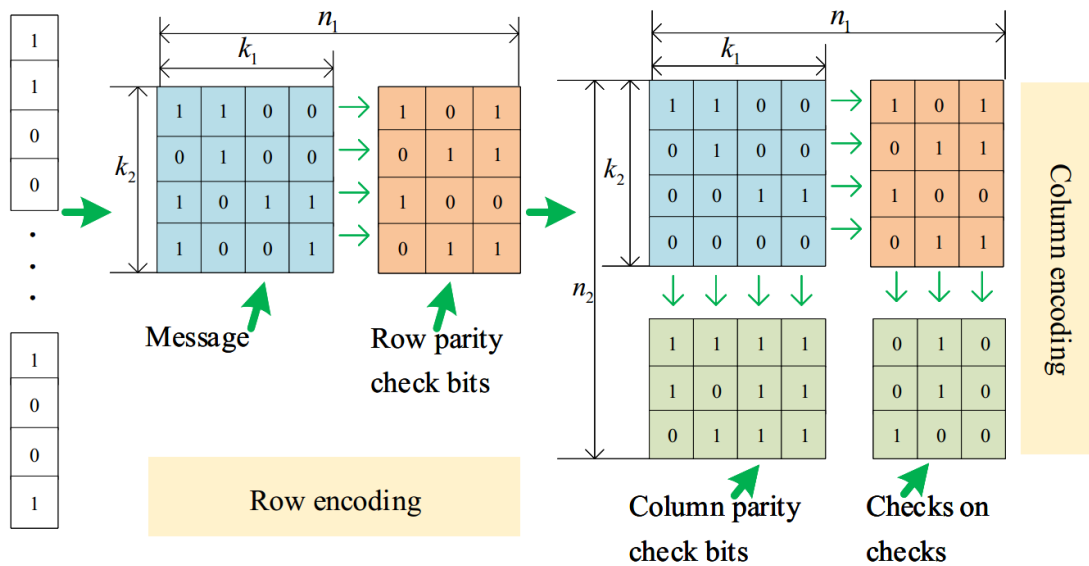 1
1
0
0
1
0
0
1
n1
k1
k2
1 1 0 0
0 1 0 0
1 0 1 1
1 0 0 1
1 0 1
0 1 1
1 0 0
0 1 1
Message
Row parity
check bits
Row encoding
n1
k1
k2
n2
1 1 0 0
0 1 0 0
0 0 1 1
0 0 0 0
1 0 1
0 1 1
1 0 0
0 1 1
1 1 1 1
1 0 1 1
0 1 1 1
0 1 0
0 1 0
1 0 0
Column parity
check bits
Checks on
checks
Column encoding